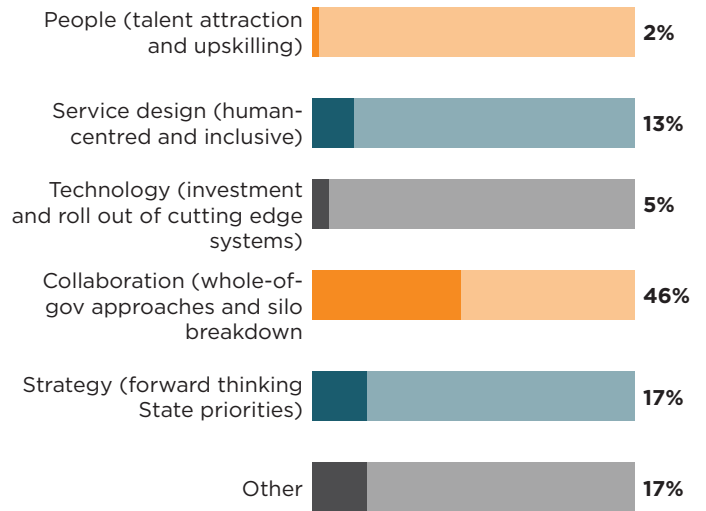 People (talent attraction
and upskilling)
2%
Service design (human-
centred and inclusive)
13%
Technology (investment
and roll out of cutting edge
systems)
5%
Collaboration (whole-of-
gov approaches and silo
breakdown
46%
Strategy (forward thinking
State priorities)
17%
Other
17%